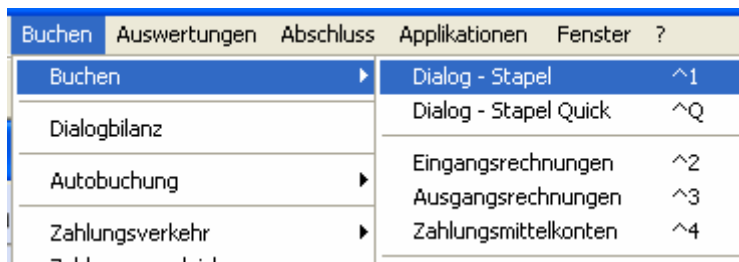 Buchen Auswertungen Abschluss Applikationen Fenster ?
Buchen
Dialog - Stapel ^1
Dialog - Stapel Quick ^Q
Dialogbilanz
Eingangsrechnungen ^2
Autobuchung
Ausgangsrechnungen ^3
Zahlungsverkehr
Zahlungsmittelkonten ^4